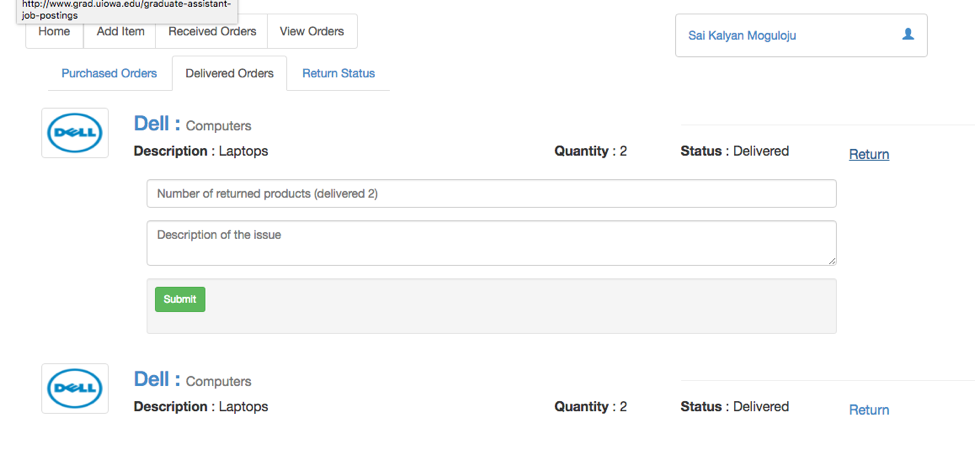 http://www.grad.uiowa.edu/graduate-assistant-
job-postings
Home Add Item Received Orders View Orders
Sai Kalyan Moguloju
Purchased Orders Delivered Orders Return Status
DELL
Dell : Computers
Description : Laptops Quantity : 2 Status : Delivered Return
Number of returned products (delivered 2)
Description of the issue
Submit
DELL
Dell : Computers
Description : Laptops Quantity : 2 Status : Delivered Return